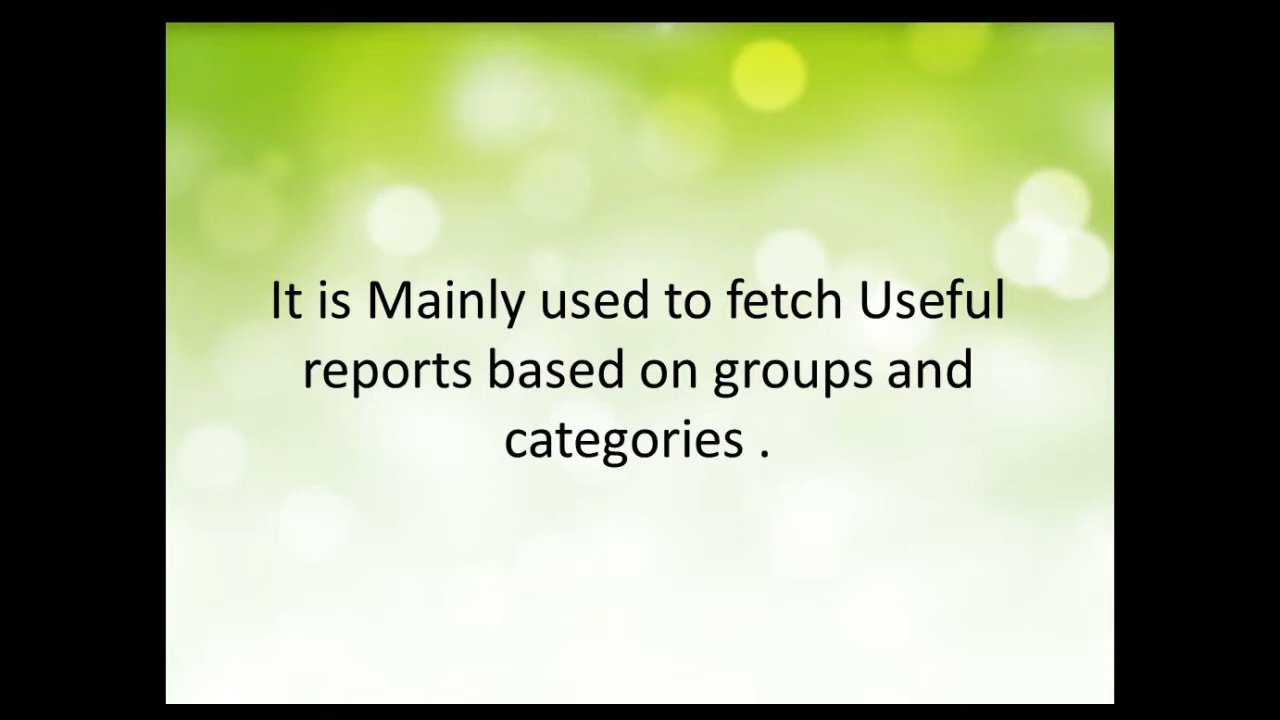 It is Mainly used to fetch Useful
reports based on groups and
categories .